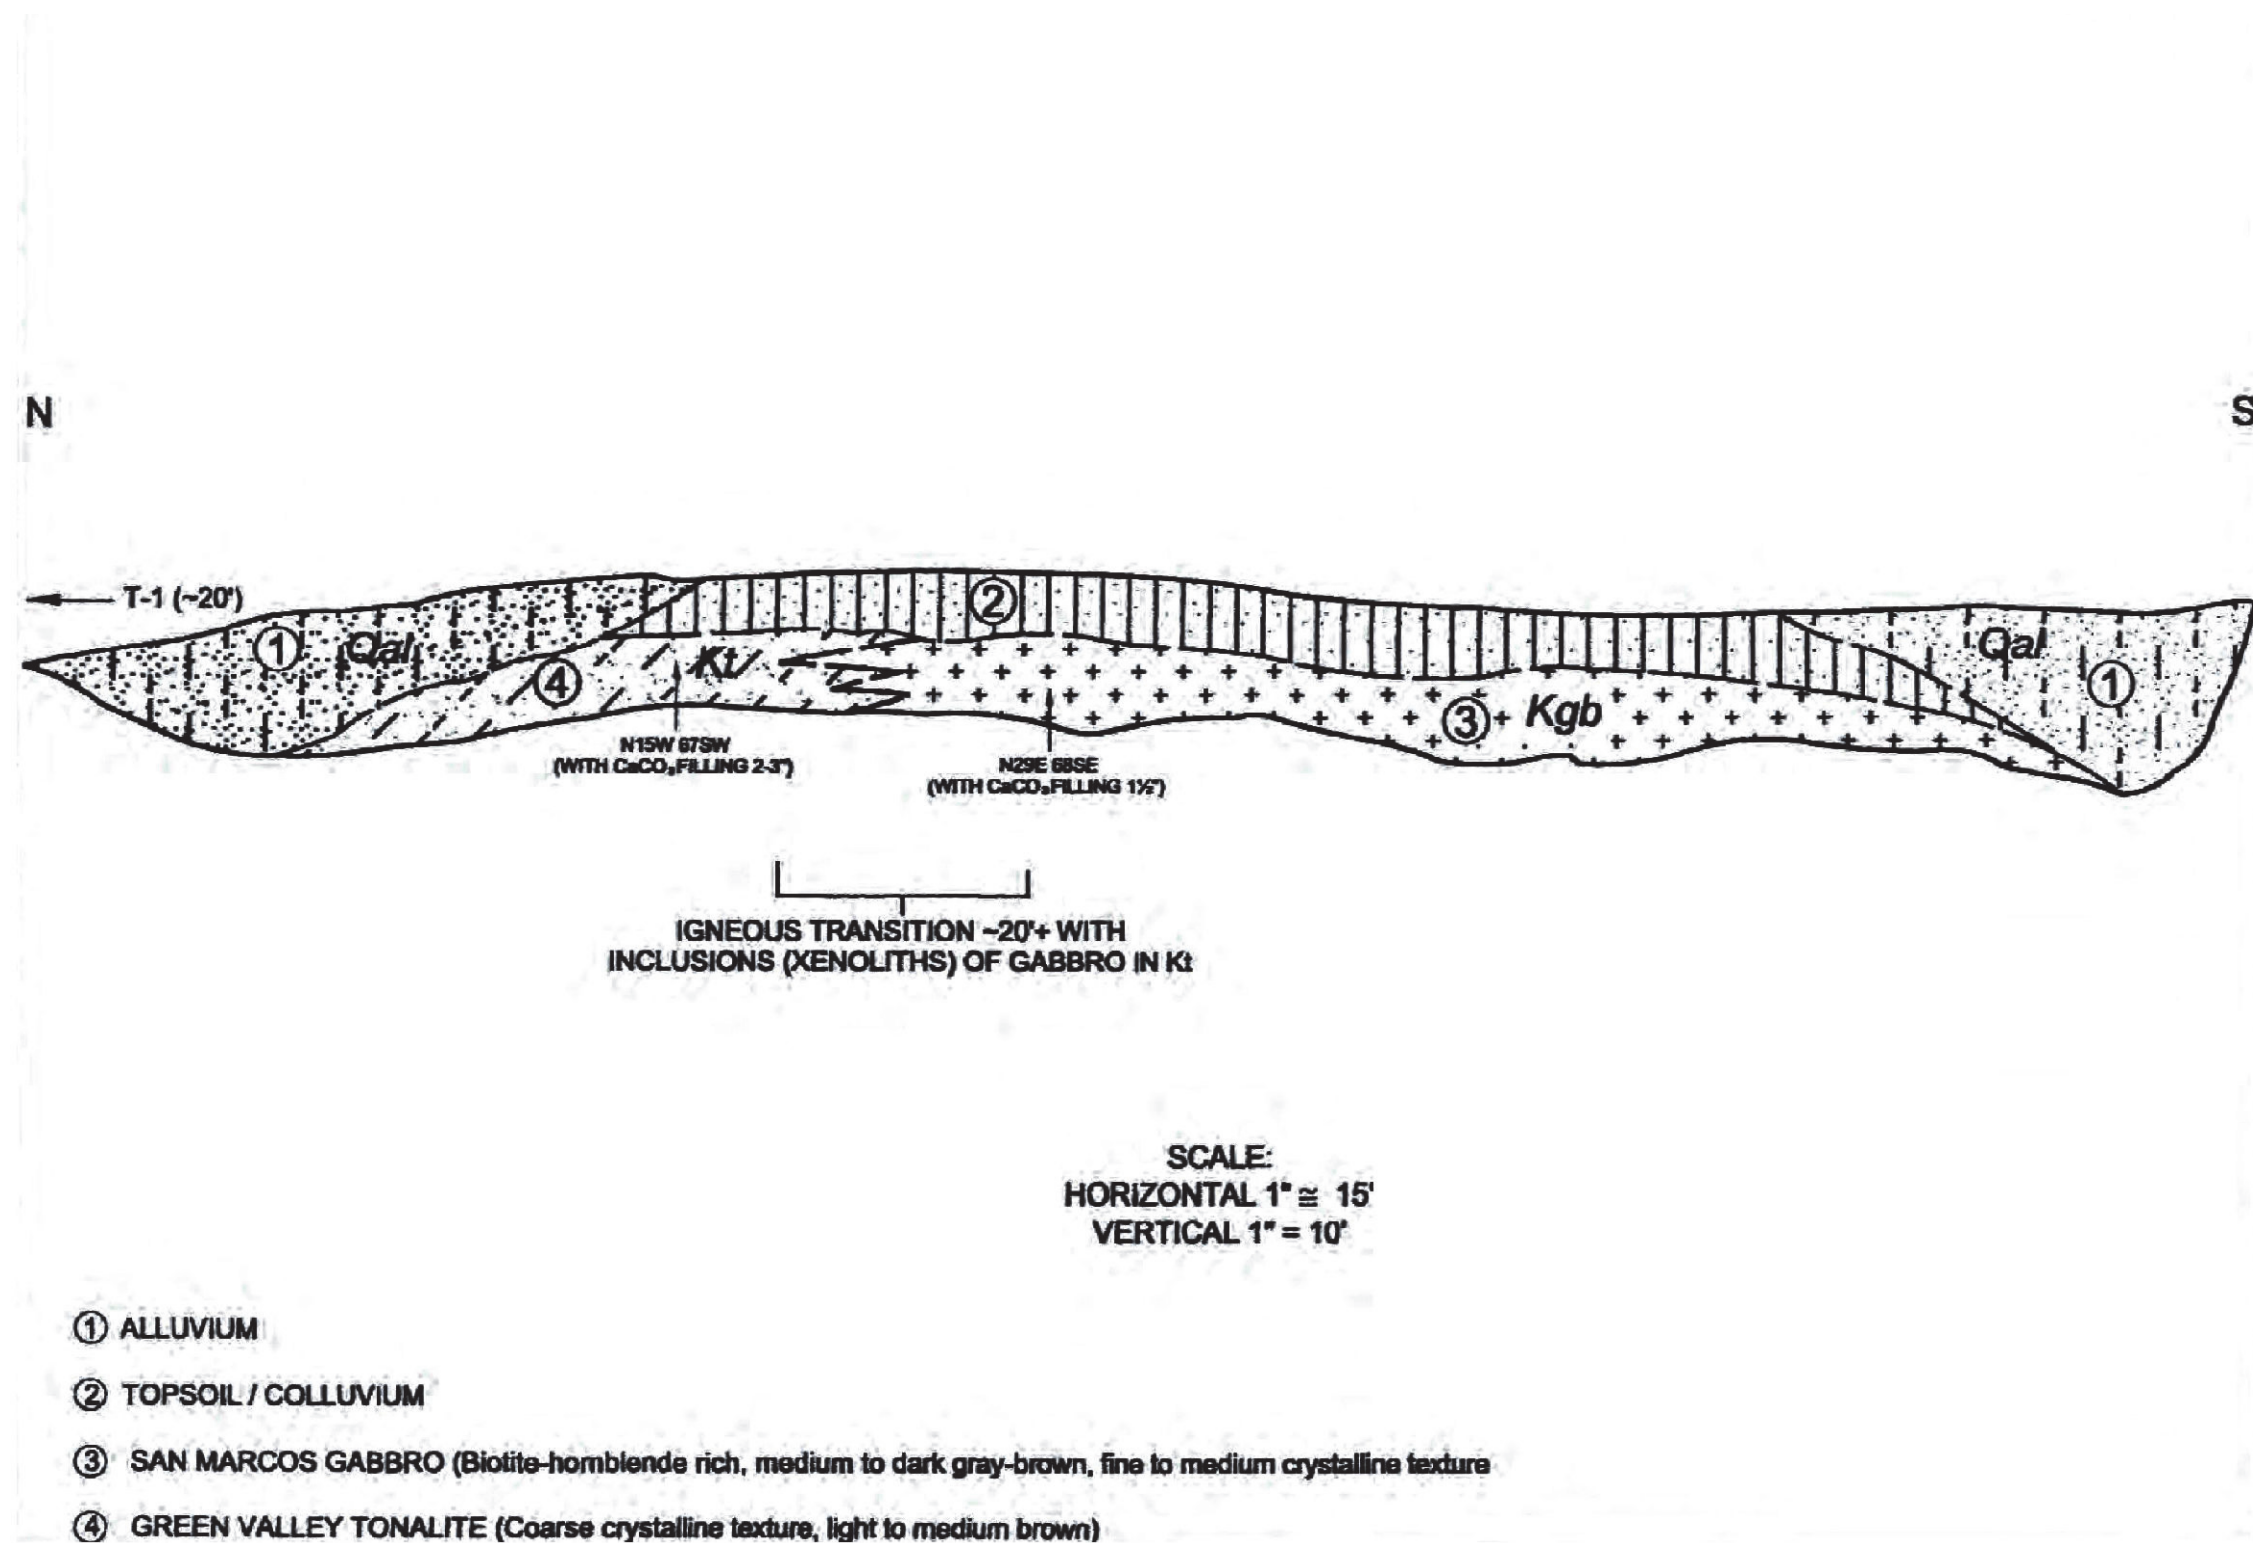 N
S
T-1 (~20')
① Qal
②
Qal
①
④
Kt
③ Kgb
N15W 67SW
(WITH CaCO₃ FILLING 2-3")
N29E 68SE
(WITH CaCO₃ FILLING 1½")
IGNEOUS TRANSITION ~20'+ WITH
INCLUSIONS (XENOLITHS) OF GABBRO IN Kt
SCALE:
HORIZONTAL 1" ≅ 15'
VERTICAL 1" = 10'
① ALLUVIUM
② TOPSOIL / COLLUVIUM
③ SAN MARCOS GABBRO (Biotite-hornblende rich, medium to dark gray-brown, fine to medium crystalline texture
④ GREEN VALLEY TONALITE (Coarse crystalline texture, light to medium brown)